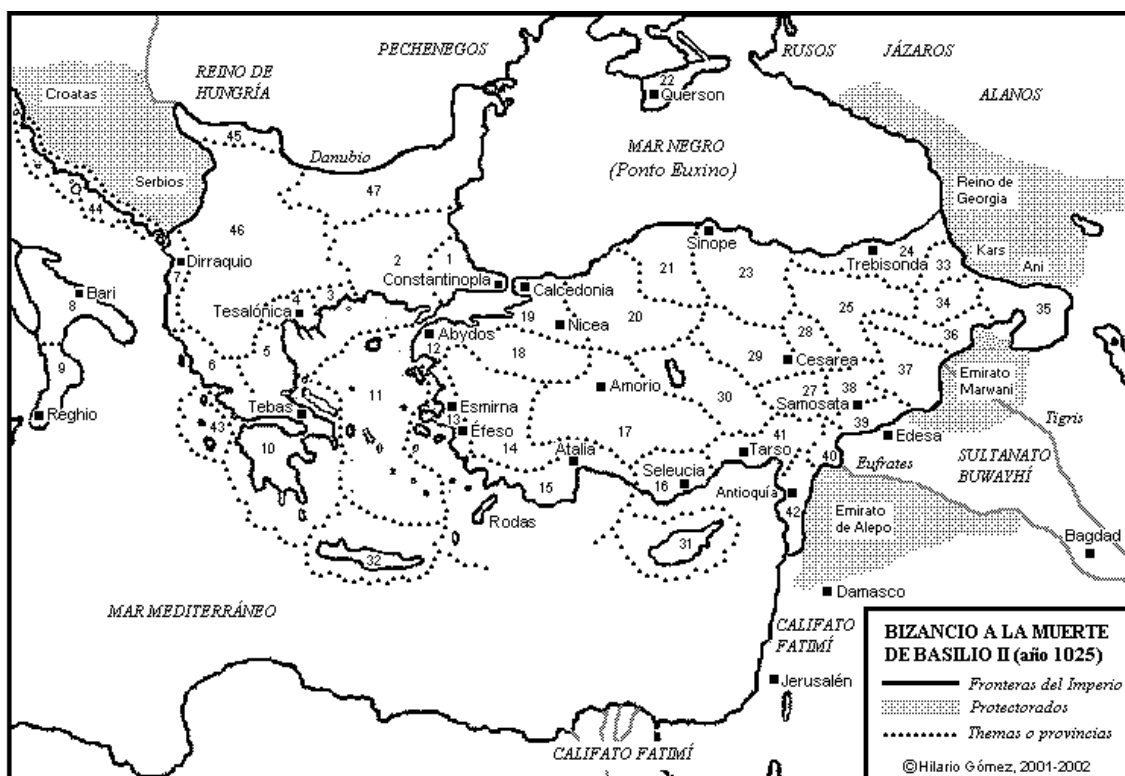 PECHENEGOS
RUSOS
JÁZAROS
REINO DE
HUNGRÍA
ALANOS
Croatas
22
Querson
45
Danubio
MAR NEGRO
(Ponto Euxino)
Serbios
47
Reino de
Georgia
44
46
Sinope
24
Kars
Dirraquio
7
2
1
21
23
Trebisonda
33
Ani
Constantinopla
Calcedonia
Bari
8
4
3
25
34
35
Tesalónica
19
Nicea
20
28
36
Abydos
12
18
29
Cesarea
Emirato
Marwani
9
6
5
37
Amorio
27
38
Reghio
Tebas
11
Esmirna
30
Samosata
43
13
Éfeso
17
41
39
Edesa
Tigris
10
14
Atalia
Tarso
40
Eufrates
SULTANATO
BUWAYHÍ
Seleucia
16
15
Antioquía
42
Rodas
Emirato
de Alepo
Bagdad
31
32
Damasco
MAR MEDITERRÁNEO
CALIFATO
FATIMÍ
Jerusalén
CALIFATO FATIMÍ
BIZANCIO A LA MUERTE
DE BASILIO II (año 1025)
Fronteras del Imperio
Protectorados
Themas o provincias
©Hilario Gómez, 2001-2002